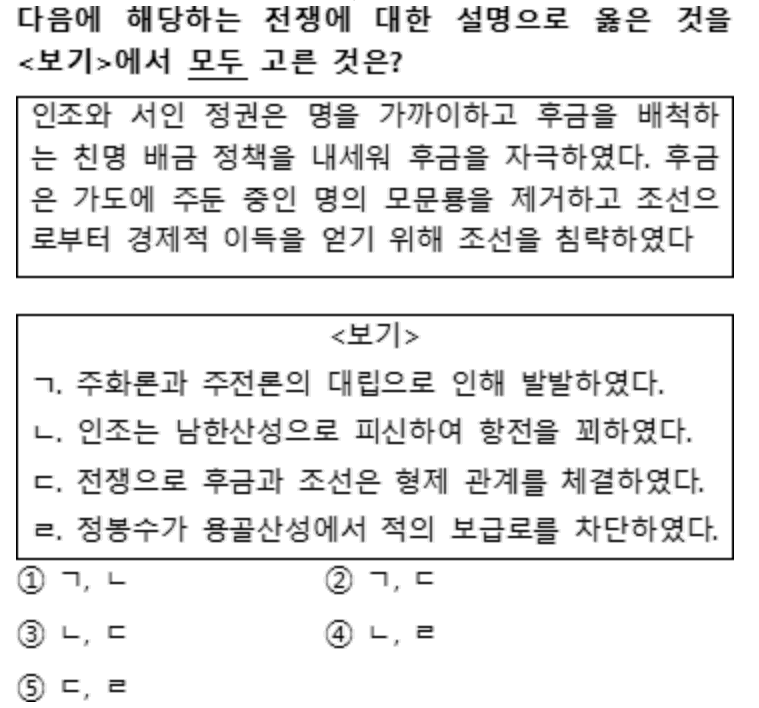 다음에 해당하는 전쟁에 대한 설명으로 옳은 것을
<보기>에서 모두 고른 것은?
인조와 서인 정권은 명을 가까이하고 후금을 배척하
는 친명 배금 정책을 내세워 후금을 자극하였다. 후금
은 가도에 주둔 중인 명의 모문룡을 제거하고 조선으
로부터 경제적 이득을 얻기 위해 조선을 침략하였다
<보기>
ㄱ. 주화론과 주전론의 대립으로 인해 발발하였다.
ㄴ. 인조는 남한산성으로 피신하여 항전을 꾀하였다.
ㄷ. 전쟁으로 후금과 조선은 형제 관계를 체결하였다.
ㄹ. 정봉수가 용골산성에서 적의 보급로를 차단하였다.
① ㄱ, ㄴ ② ㄱ, ㄷ
③ ㄴ, ㄷ ④ ㄴ, ㄹ
⑤ ㄷ, ㄹ